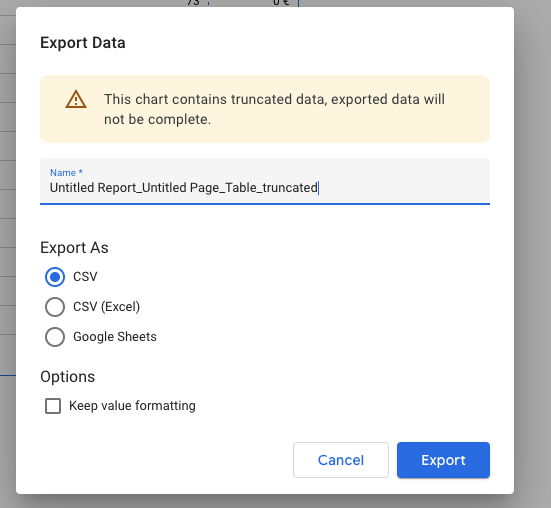 73
0 €
Export Data
This chart contains truncated data, exported data will
not be complete.
Name *
Untitled Report_Untitled Page_Table_truncated
Export As
CSV
CSV (Excel)
Google Sheets
Options
Keep value formatting
Cancel
Export